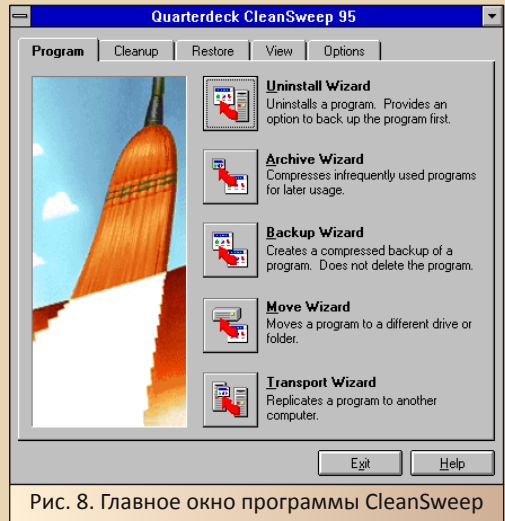 Quarterdeck CleanSweep 95
Program Cleanup Restore View Options
Uninstall Wizard
Uninstalls a program. Provides an
option to back up the program first.
Archive Wizard
Compresses infrequently used programs
for later usage.
Backup Wizard
Creates a compressed backup of a
program. Does not delete the program.
Move Wizard
Moves a program to a different drive or
folder.
Transport Wizard
Replicates a program to another
computer.
Exit Help
Рис. 8. Главное окно программы CleanSweep